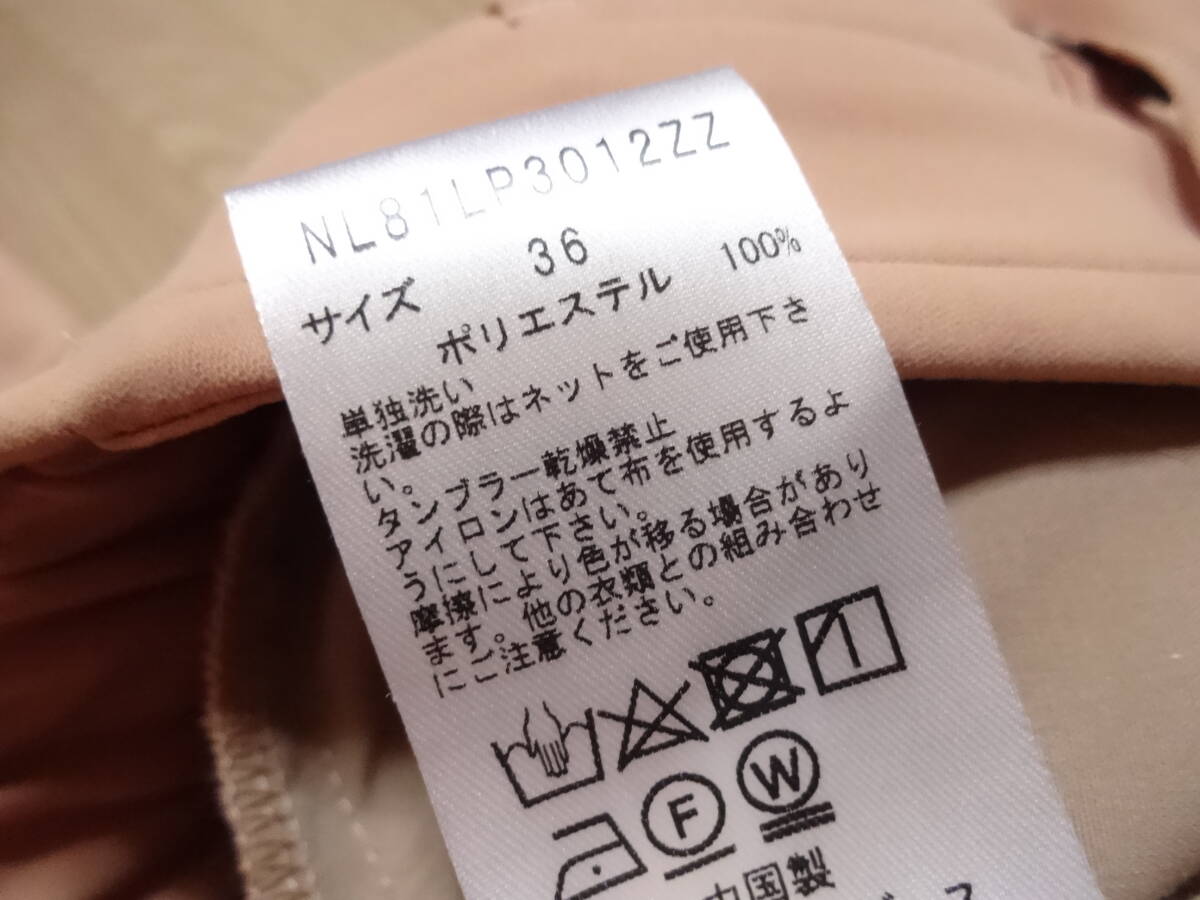 NL81LP3012ZZ
サイズ 36
ポリエステル 100%
単独洗い
洗濯の際はネットをご使用下さ
い。
タンブラー乾燥禁止
アイロンはあて布を使用するよ
うにして下さい。
摩擦により色が移る場合があり
ます。他の衣類との組み合わせ
にご注意ください。
F W
中国製